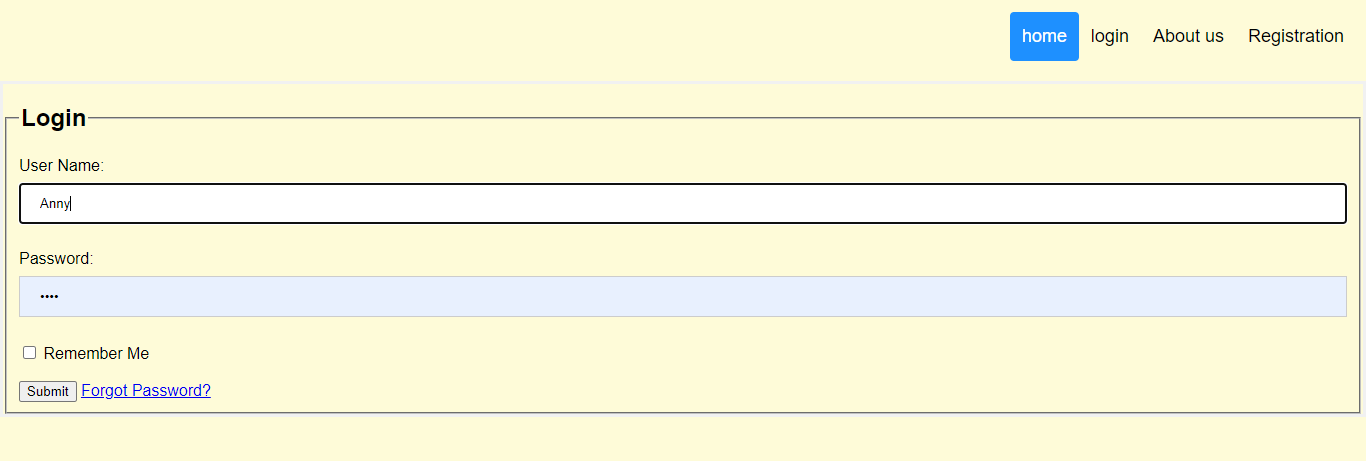 home login About us Registration
Login
User Name:
Anny
Password:
••••
Remember Me
Submit Forgot Password?